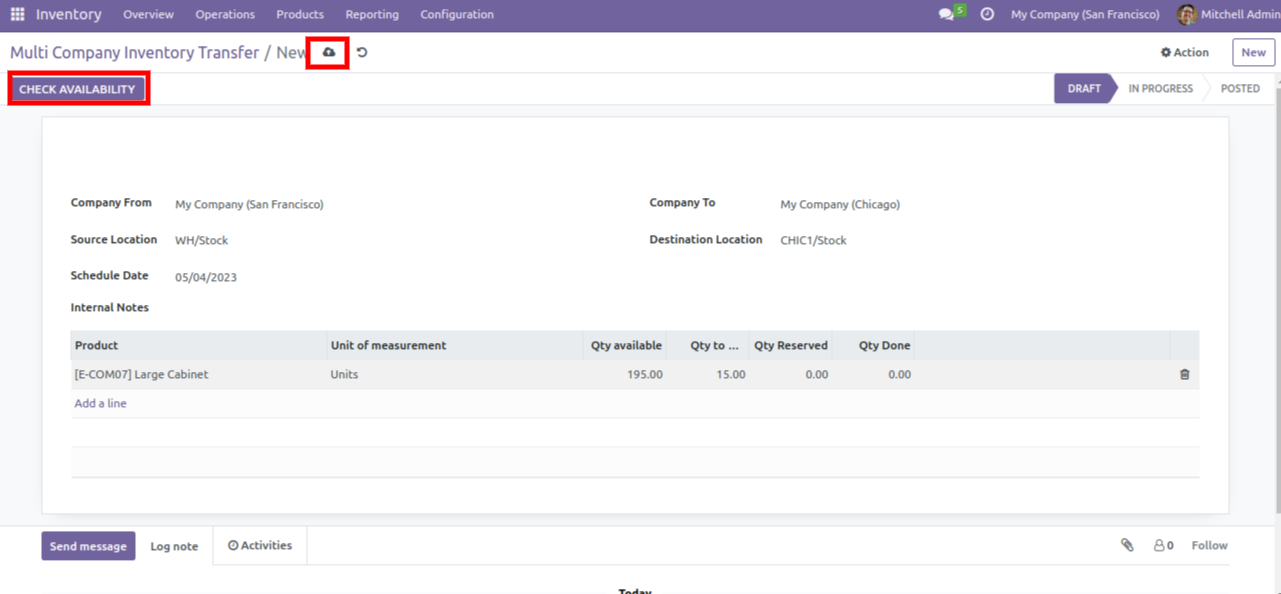 Inventory Overview Operations Products Reporting Configuration 5 My Company (San Francisco) Mitchell Admin
Multi Company Inventory Transfer / New Action New
CHECK AVAILABILITY DRAFT IN PROGRESS POSTED
Company From My Company (San Francisco) Company To My Company (Chicago)
Source Location WH/Stock Destination Location CHIC1/Stock
Schedule Date 05/04/2023
Internal Notes
Product Unit of measurement Qty available Qty to ... Qty Reserved Qty Done
[E-COM07] Large Cabinet Units 195.00 15.00 0.00 0.00
Add a line
Send message Log note Activities 0 Follow
Today